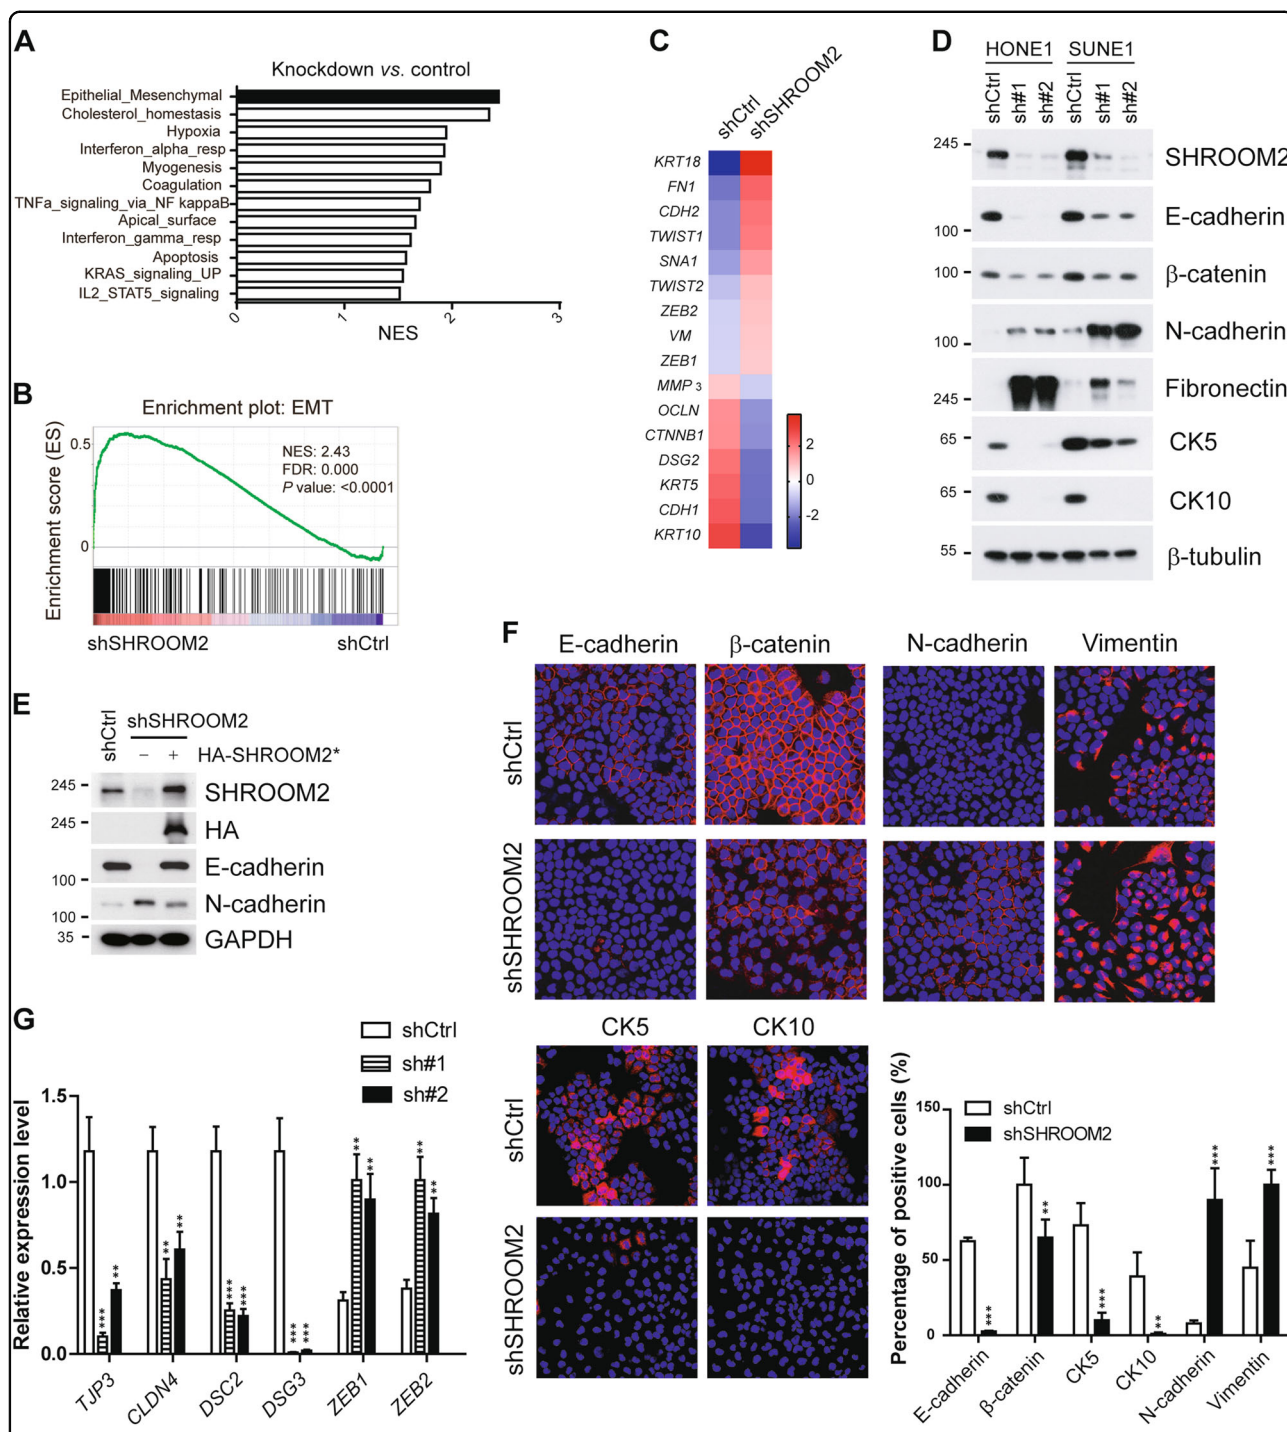 A
Knockdown vs. control
Epithelial_Mesenchymal
Cholesterol_homestasis
Hypoxia
Interferon_alpha_resp
Myogenesis
Coagulation
TNFa_signaling_via_NF kappaB
Apical_surface
Interferon_gamma_resp
Apoptosis
KRAS_signaling_UP
IL2_STAT5_signaling
0 1 2 3
NES
B
Enrichment plot: EMT
Enrichment score (ES)
0.5
0
NES: 2.43
FDR: 0.000
P value: <0.0001
shSHROOM2 shCtrl
C
shCtrl
shSHROOM2
KRT18
FN1
CDH2
TWIST1
SNA1
TWIST2
ZEB2
VM
ZEB1
MMP 3
OCLN
CTNNB1
DSG2
KRT5
CDH1
KRT10
2
0
-2
D
HONE1 SUNE1
shCtrl sh#1 sh#2 shCtrl sh#1 sh#2
245 SHROOM2
E-cadherin
100
100 β-catenin
N-cadherin
100
Fibronectin
245
65 CK5
65 CK10
55 β-tubulin
E
shCtrl
shSHROOM2
− + HA-SHROOM2*
245 SHROOM2
245 HA
E-cadherin
100
N-cadherin
100
35 GAPDH
F
E-cadherin β-catenin N-cadherin Vimentin
shCtrl
shSHROOM2
CK5 CK10
shCtrl
shSHROOM2
Percentage of positive cells (%)
150
100
50
0
shCtrl
shSHROOM2
*** ** *** ** *** ***
E-cadherin β-catenin CK5 CK10 N-cadherin Vimentin
G
shCtrl
sh#1
sh#2
Relative expression level
1.5
1.0
0.5
0.0
*** ** ** ** *** *** *** *** ** ** ** **
TJP3 CLDN4 DSC2 DSG3 ZEB1 ZEB2